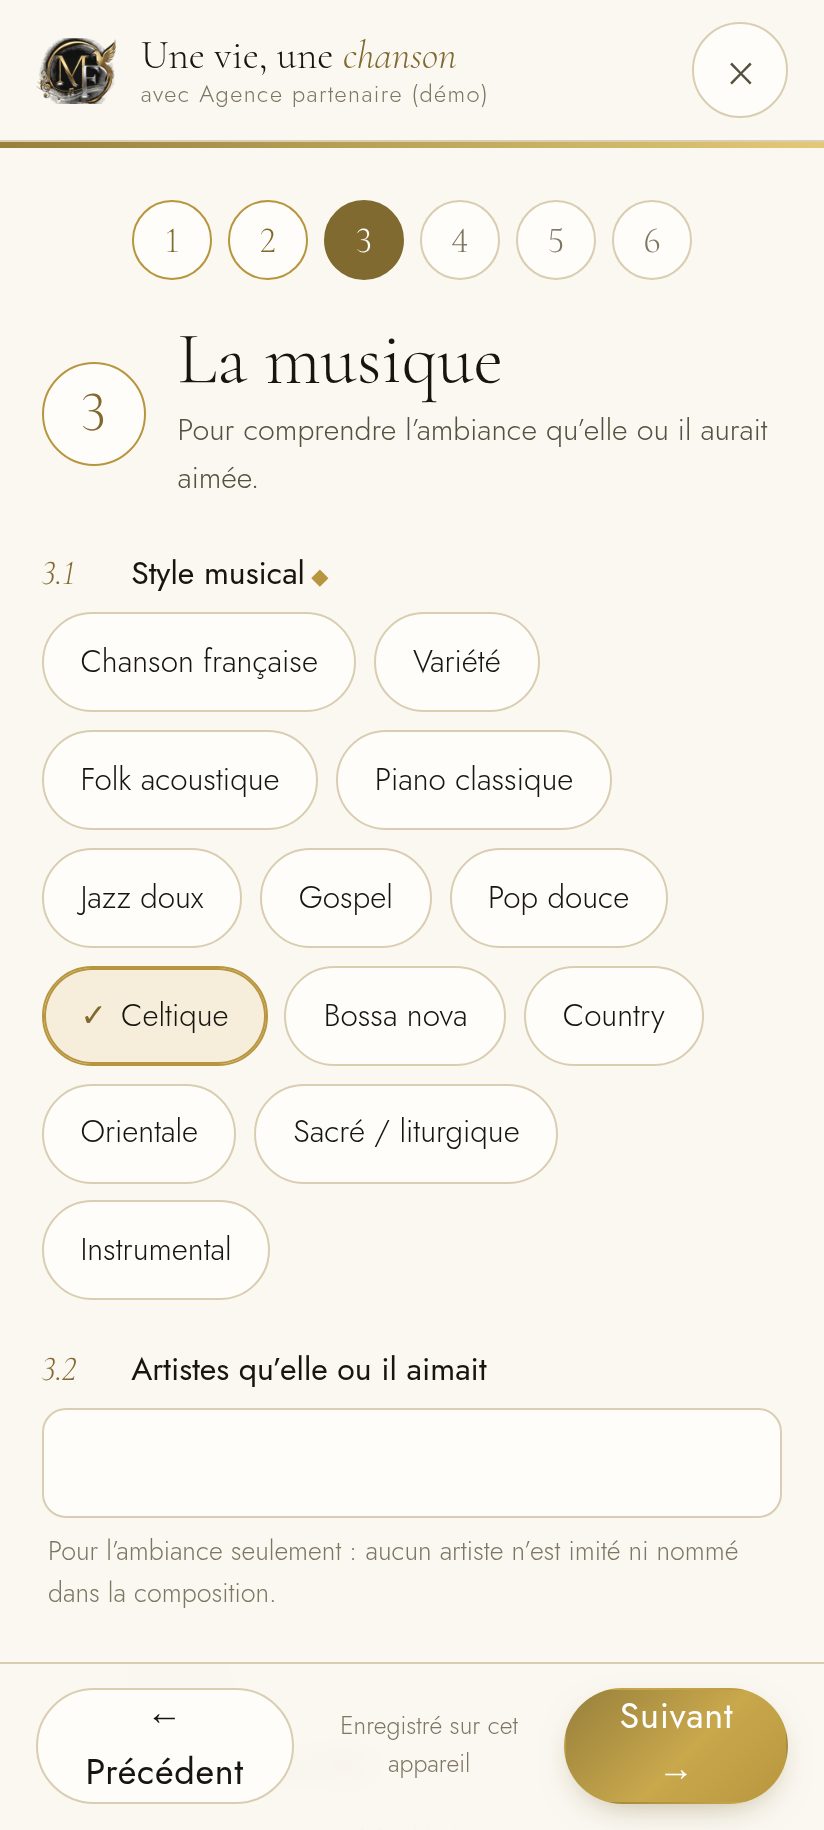 MF
Une vie, une chanson
avec Agence partenaire (démo)
×
1 2 3 4 5 6
3
La musique
Pour comprendre l’ambiance qu’elle ou il aurait
aimée.
3.1 Style musical ◆
Chanson française Variété
Folk acoustique Piano classique
Jazz doux Gospel Pop douce
✓ Celtique Bossa nova Country
Orientale Sacré / liturgique
Instrumental
3.2 Artistes qu’elle ou il aimait
Pour l’ambiance seulement : aucun artiste n’est imité ni nommé
dans la composition.
←
Précédent
Enregistré sur cet
appareil
Suivant
→